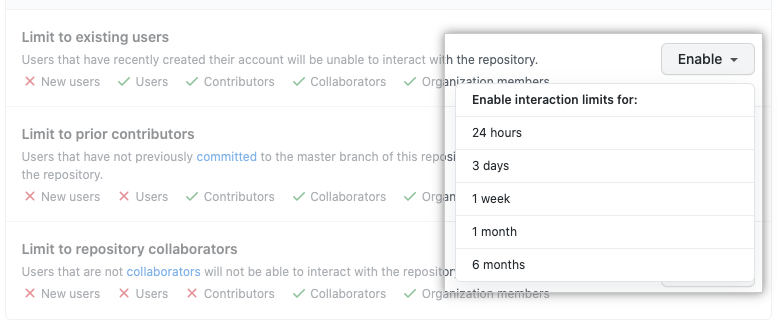 Limit to existing users
Users that have recently created their account will be unable to interact with the repository.
New users Users Contributors Collaborators Organization members
Enable
Enable interaction limits for:
24 hours
3 days
1 week
1 month
6 months
Limit to prior contributors
Users that have not previously committed to the master branch of this
the repository.
New users Users Contributors Collaborators
Limit to repository collaborators
Users that are not collaborators will not be able to interact with the repository
New users Users Contributors Collaborators Organization members